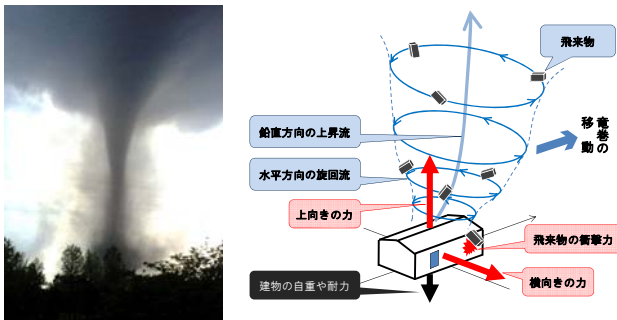 飛来物
竜巻の
移動
鉛直方向の上昇流
水平方向の旋回流
上向きの力
飛来物の衝撃力
横向きの力
建物の自重や耐力